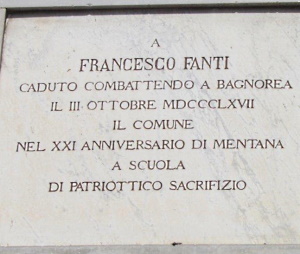 A
FRANCESCO FANTI
CADUTO COMBATTENDO A BAGNOREA
IL III OTTOBRE MDCCCLXVII
IL COMUNE
NEL XXI ANNIVERSARIO DI MENTANA
A SCUOLA
DI PATRIOTTICO SACRIFIZIO